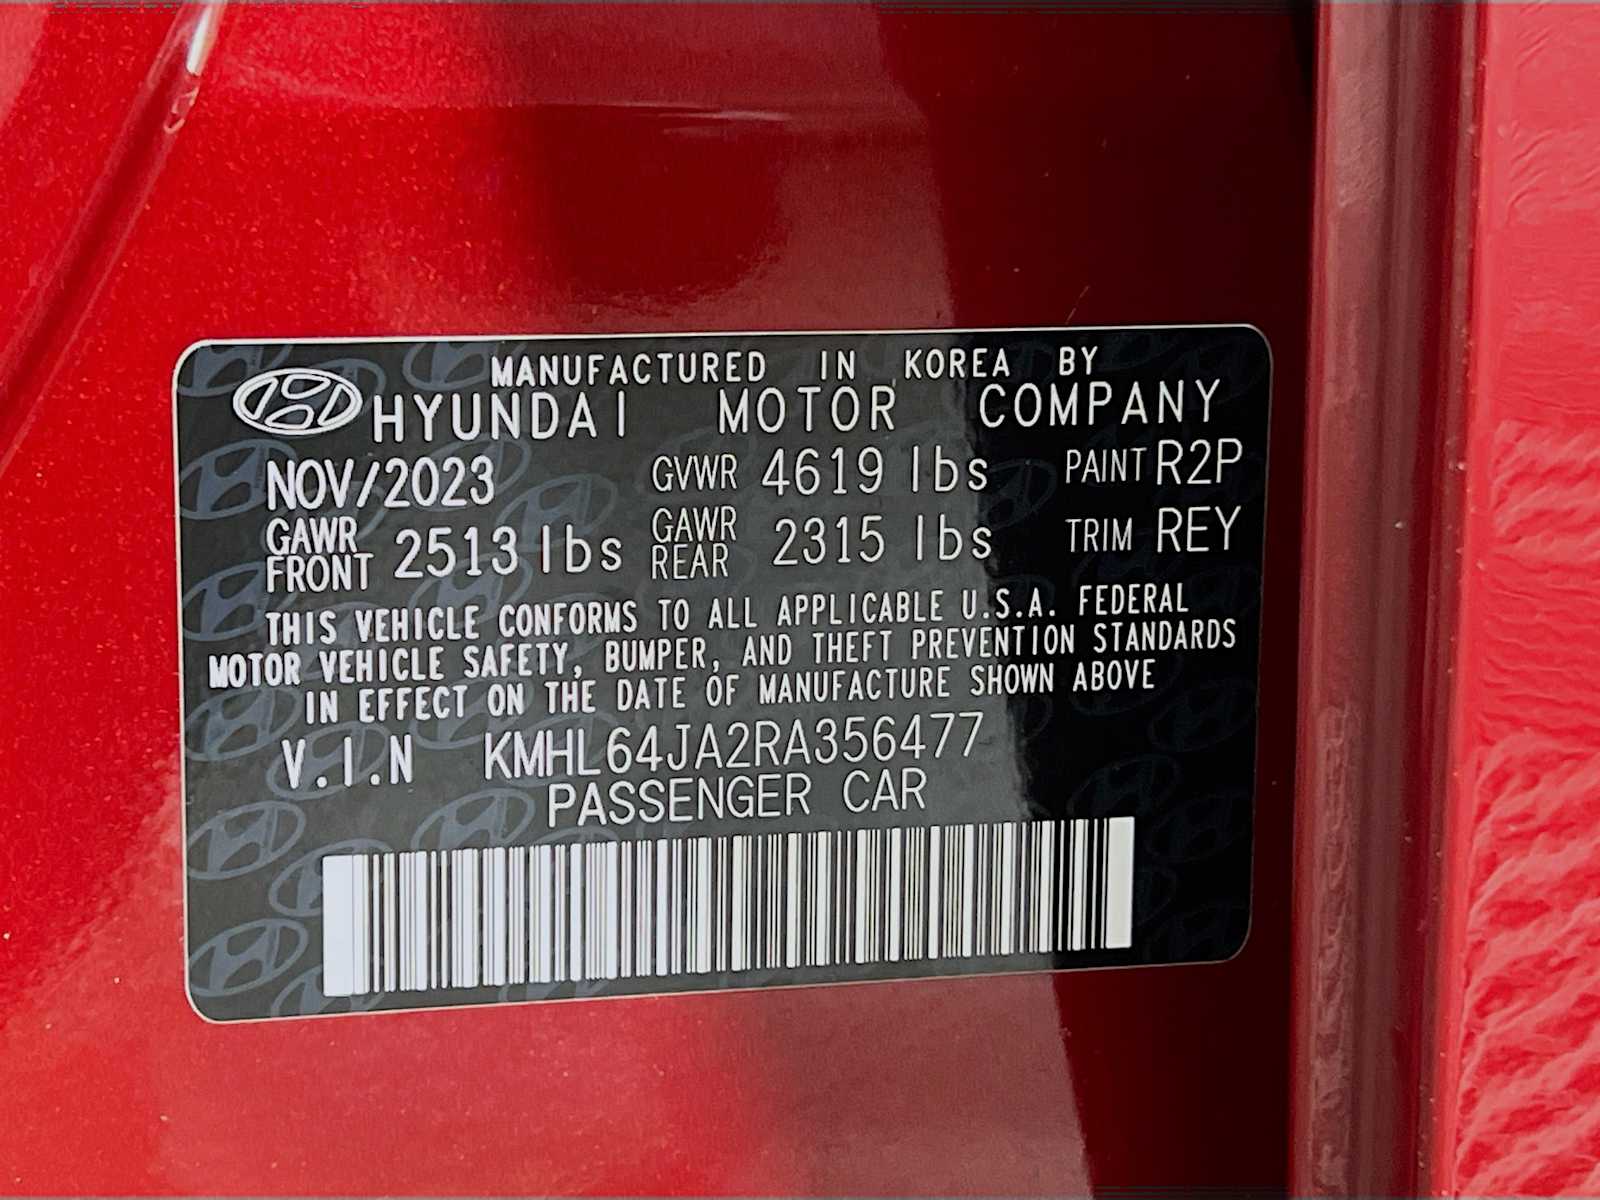 MANUFACTURED IN KOREA BY
HYUNDAI MOTOR COMPANY
NOV/2023 GVWR 4619 lbs PAINT R2P
GAWR FRONT 2513 lbs GAWR REAR 2315 lbs TRIM REY
THIS VEHICLE CONFORMS TO ALL APPLICABLE U.S.A. FEDERAL
MOTOR VEHICLE SAFETY, BUMPER, AND THEFT PREVENTION STANDARDS
IN EFFECT ON THE DATE OF MANUFACTURE SHOWN ABOVE
V.I.N KMHL64JA2RA356477
PASSENGER CAR